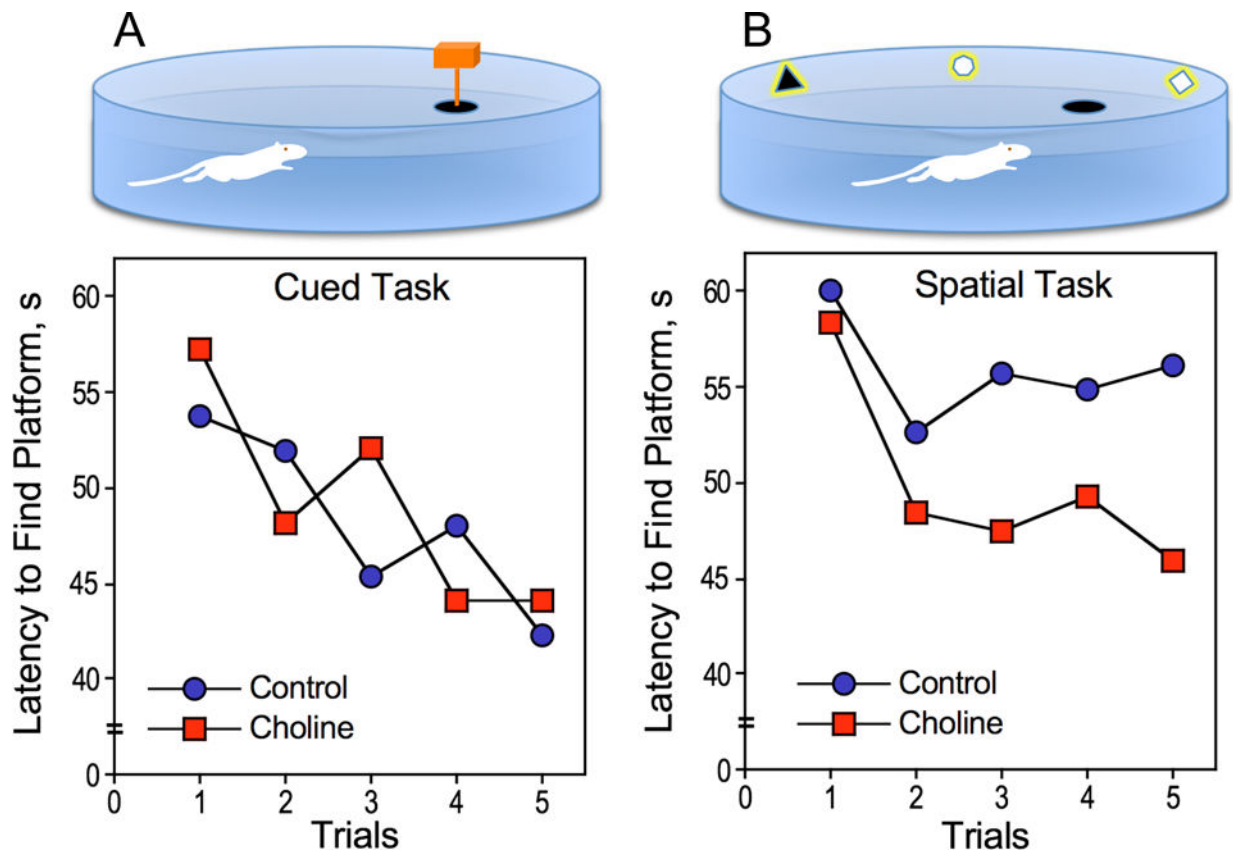 A
Cued Task
Latency to Find Platform, s
60
55
50
45
40
0
Control
Choline
0 1 2 3 4 5
Trials
B
Spatial Task
Latency to Find Platform, s
60
55
50
45
40
0
Control
Choline
0 1 2 3 4 5
Trials